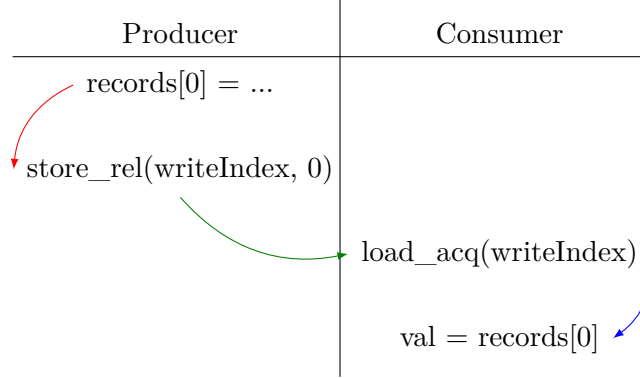 Producer Consumer
records[0] = ...
store_rel(writeIndex, 0)
load_acq(writeIndex)
val = records[0]